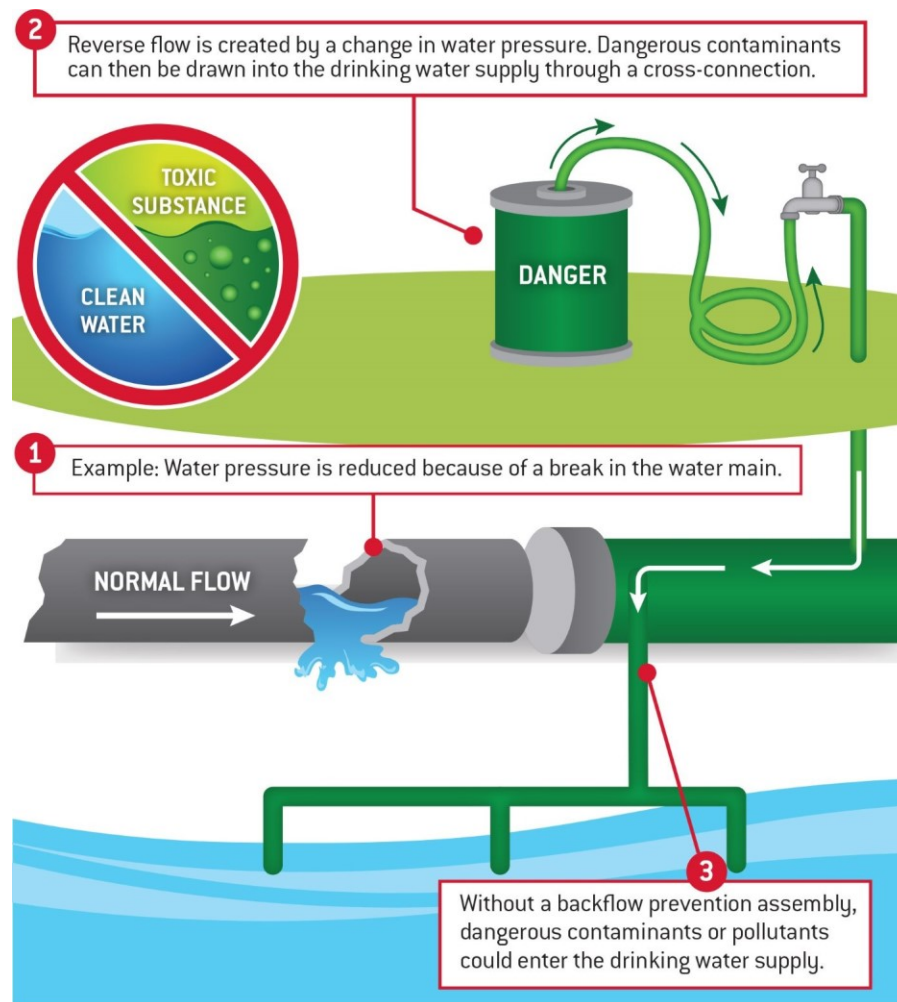 2
Reverse flow is created by a change in water pressure. Dangerous contaminants
can then be drawn into the drinking water supply through a cross-connection.
TOXIC
SUBSTANCE
CLEAN
WATER
DANGER
1
Example: Water pressure is reduced because of a break in the water main.
NORMAL FLOW
3
Without a backflow prevention assembly,
dangerous contaminants or pollutants
could enter the drinking water supply.